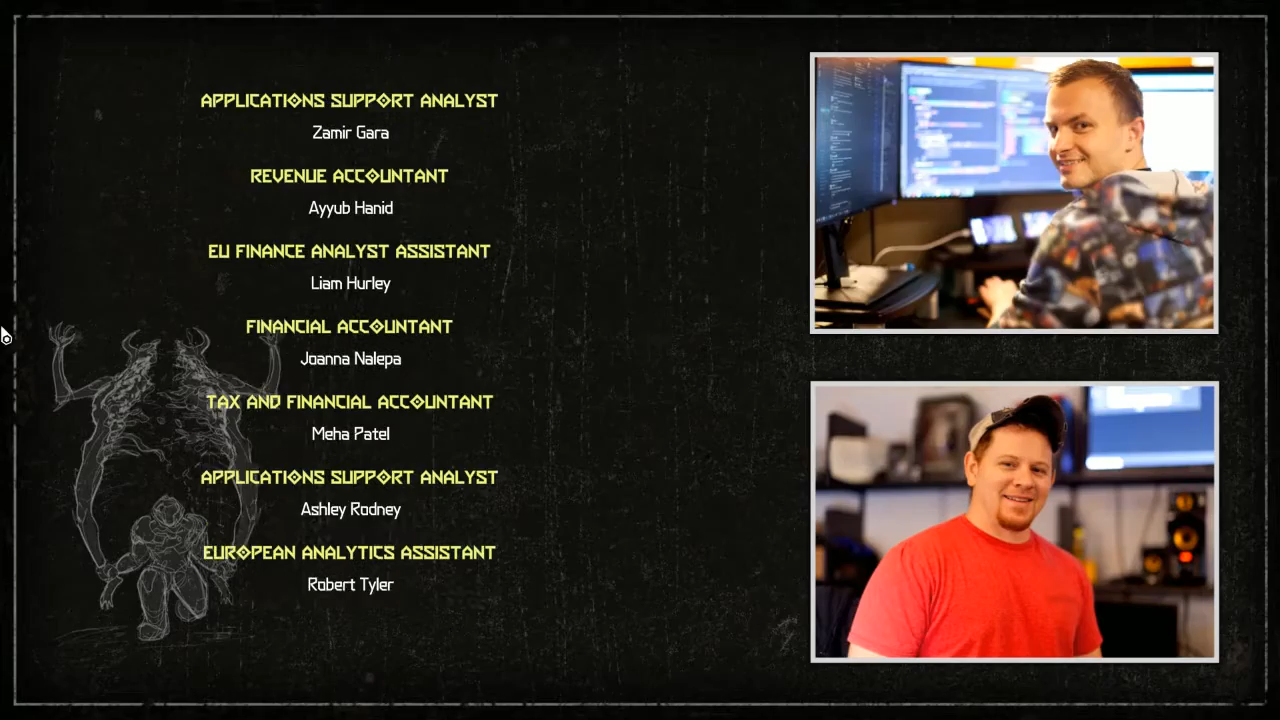 APPLICATIONS SUPPORT ANALYST
Zamir Gara
REVENUE ACCOUNTANT
Ayyub Hanid
EU FINANCE ANALYST ASSISTANT
Liam Hurley
FINANCIAL ACCOUNTANT
Joanna Nalepa
TAX AND FINANCIAL ACCOUNTANT
Meha Patel
APPLICATIONS SUPPORT ANALYST
Ashley Rodney
EUROPEAN ANALYTICS ASSISTANT
Robert Tyler